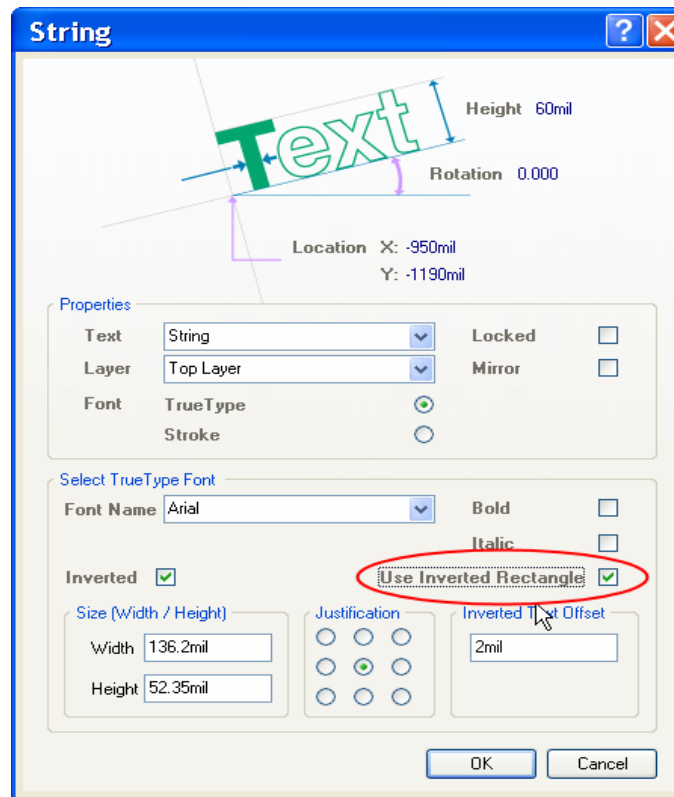 String
Text
Height 60mil
Rotation 0.000
Location X: -950mil
Y: -1190mil
Properties
Text String Locked
Layer Top Layer Mirror
Font TrueType
Stroke
Select TrueType Font
Font Name Arial Bold
Italic
Inverted Use Inverted Rectangle
Size (Width / Height) Justification Inverted Text Offset
Width 136.2mil 2mil
Height 52.35mil
OK Cancel